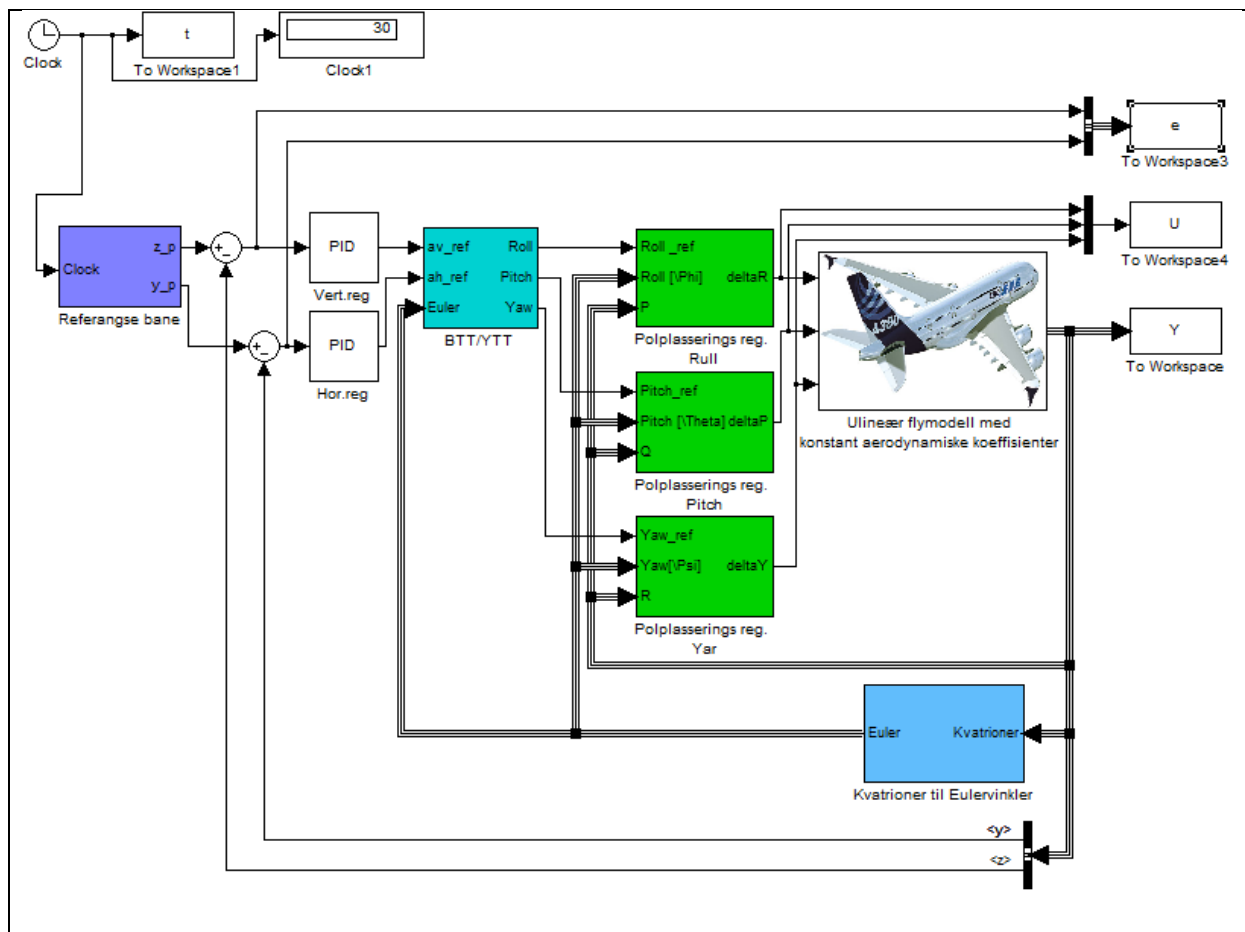 t
30
Clock
To Workspace1
Clock1
e
To Workspace3
Clock
z_p
y_p
Referangse bane
+
-
+
-
PID
Vert.reg
PID
Hor.reg
av_ref
ah_ref
Euler
Roll
Pitch
Yaw
BTT/YTT
Roll _ref
Roll [\Phi]
deltaR
P
Polplasserings reg.
Rull
Pitch_ref
Pitch [\Theta]
deltaP
Q
Polplasserings reg.
Pitch
Yaw_ref
Yaw[\Psi]
deltaY
R
Polplasserings reg.
Yar
A380
Ulineær flymodell med
konstant aerodynamiske koeffisienter
U
To Workspace4
Y
To Workspace
Euler
Kvatrioner
Kvatrioner til Eulervinkler
<y>
<z>